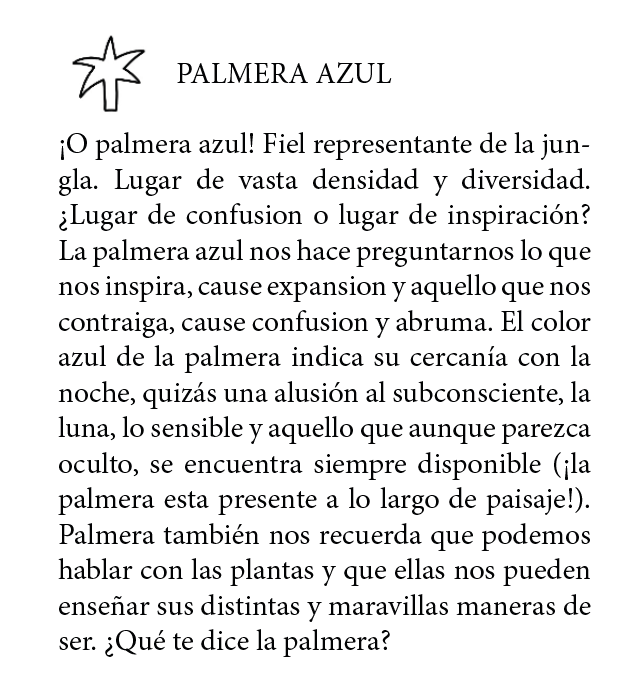 PALMERA AZUL
¡O palmera azul! Fiel representante de la jun-
gla. Lugar de vasta densidad y diversidad.
¿Lugar de confusion o lugar de inspiración?
La palmera azul nos hace preguntarnos lo que
nos inspira, cause expansion y aquello que nos
contraiga, cause confusion y abruma. El color
azul de la palmera indica su cercanía con la
noche, quizás una alusión al subconsciente, la
luna, lo sensible y aquello que aunque parezca
oculto, se encuentra siempre disponible (¡la
palmera esta presente a lo largo de paisaje!).
Palmera también nos recuerda que podemos
hablar con las plantas y que ellas nos pueden
enseñar sus distintas y maravillas maneras de
ser. ¿Qué te dice la palmera?